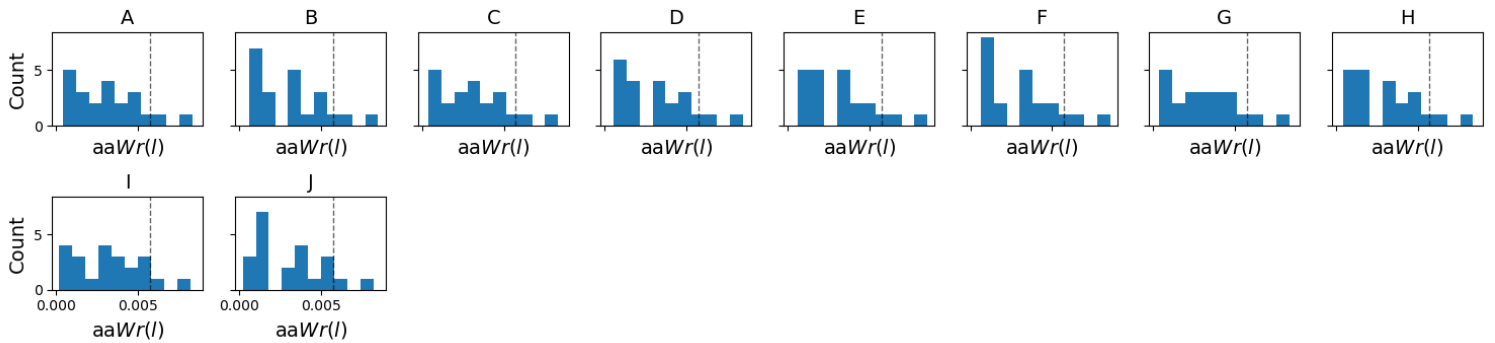 A B C D E F G H
Count 5 0
aaWr(l) aaWr(l) aaWr(l) aaWr(l) aaWr(l) aaWr(l) aaWr(l) aaWr(l)
I J
Count 5 0
0.000 0.005 0.000 0.005
aaWr(l) aaWr(l)